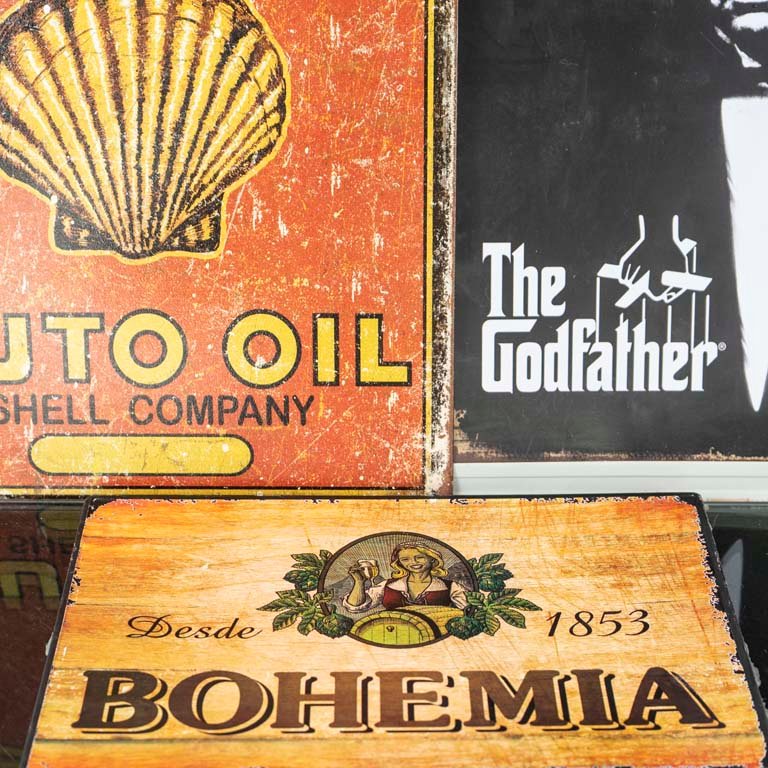 UTO OIL
SHELL COMPANY
The
Godfather®
Desde 1853
BOHEMIA